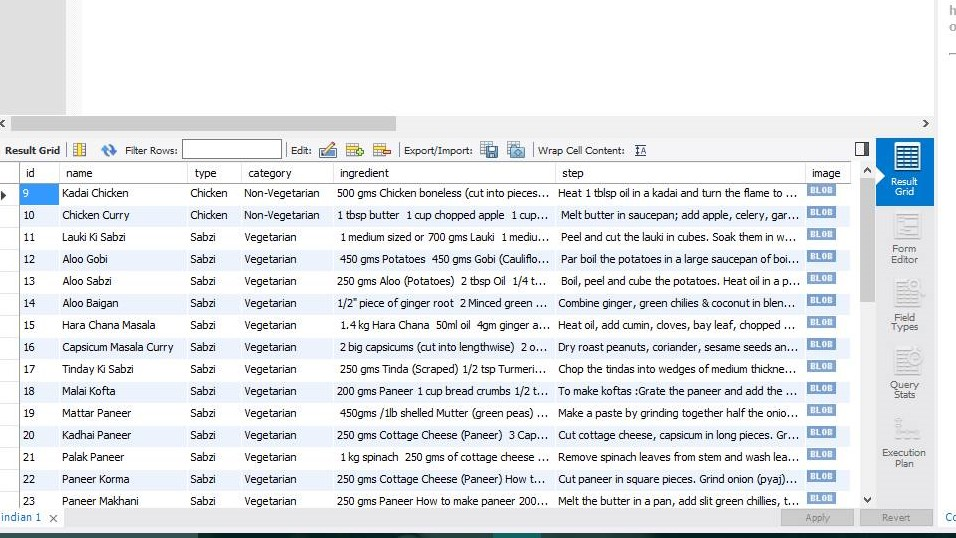 Result Grid Filter Rows: Edit: Export/Import: Wrap Cell Content: IA
id name type category ingredient step image
9 Kadai Chicken Chicken Non-Vegetarian 500 gms Chicken boneless (cut into pieces... Heat 1 tblsp oil in a kadai and turn the flame to ... BLOB
10 Chicken Curry Chicken Non-Vegetarian 1 tbsp butter 1 cup chopped apple 1 cup... Melt butter in saucepan; add apple, celery, gar... BLOB
11 Lauki Ki Sabzi Sabzi Vegetarian 1 medium sized or 700 gms Lauki 1 mediu... Peel and cut the lauki in cubes. Soak them in w... BLOB
12 Aloo Gobi Sabzi Vegetarian 450 gms Potatoes 450 gms Gobi (Cauliflo... Par boil the potatoes in a large saucepan of boi... BLOB
13 Aloo Sabzi Sabzi Vegetarian 250 gms Aloo (Potatoes) 2 tbsp Oil 1/4 t... Boil, peel and cube the potatoes. Heat oil in a p... BLOB
14 Aloo Baigan Sabzi Vegetarian 1/2" piece of ginger root 2 Minced green ... Combine ginger, green chilies & coconut in blen... BLOB
15 Hara Chana Masala Sabzi Vegetarian 1.4 kg Hara Chana 50ml oil 4gm ginger a... Heat oil, add cumin, cloves, bay leaf, chopped ... BLOB
16 Capsicum Masala Curry Sabzi Vegetarian 2 big capsicums (cut into lengthwise) 2 o... Dry roast peanuts, coriander, sesame seeds an... BLOB
17 Tinday Ki Sabzi Sabzi Vegetarian 250 gms Tinda (Scraped) 1/2 tsp Turmeri... Chop the tindas into wedges of medium thickne... BLOB
18 Malai Kofta Sabzi Vegetarian 200 gms Paneer 1 cup bread crumbs 1/2 t... To make koftas :Grate the paneer and add the ... BLOB
19 Mattar Paneer Sabzi Vegetarian 450gms /1lb shelled Mutter (green peas) ... Make a paste by grinding together half the onio... BLOB
20 Kadhai Paneer Sabzi Vegetarian 250 gms Cottage Cheese (Paneer) 3 Cap... Cut cottage cheese, capsicum in long pieces. Gr... BLOB
21 Palak Paneer Sabzi Vegetarian 1 kg spinach 250 gms of cottage cheese ... Remove spinach leaves from stem and wash lea... BLOB
22 Paneer Korma Sabzi Vegetarian 250 gms Cottage Cheese (Paneer) How t... Cut paneer in square pieces. Grind onion (pyaj)... BLOB
23 Paneer Makhani Sabzi Vegetarian 250 gms Paneer How to make paneer 200... Melt the butter in a pan, add slit green chillies, t... BLOB
Result
Grid
Form
Editor
Field
Types
Query
Stats
Execution
Plan
indian 1 Apply Revert